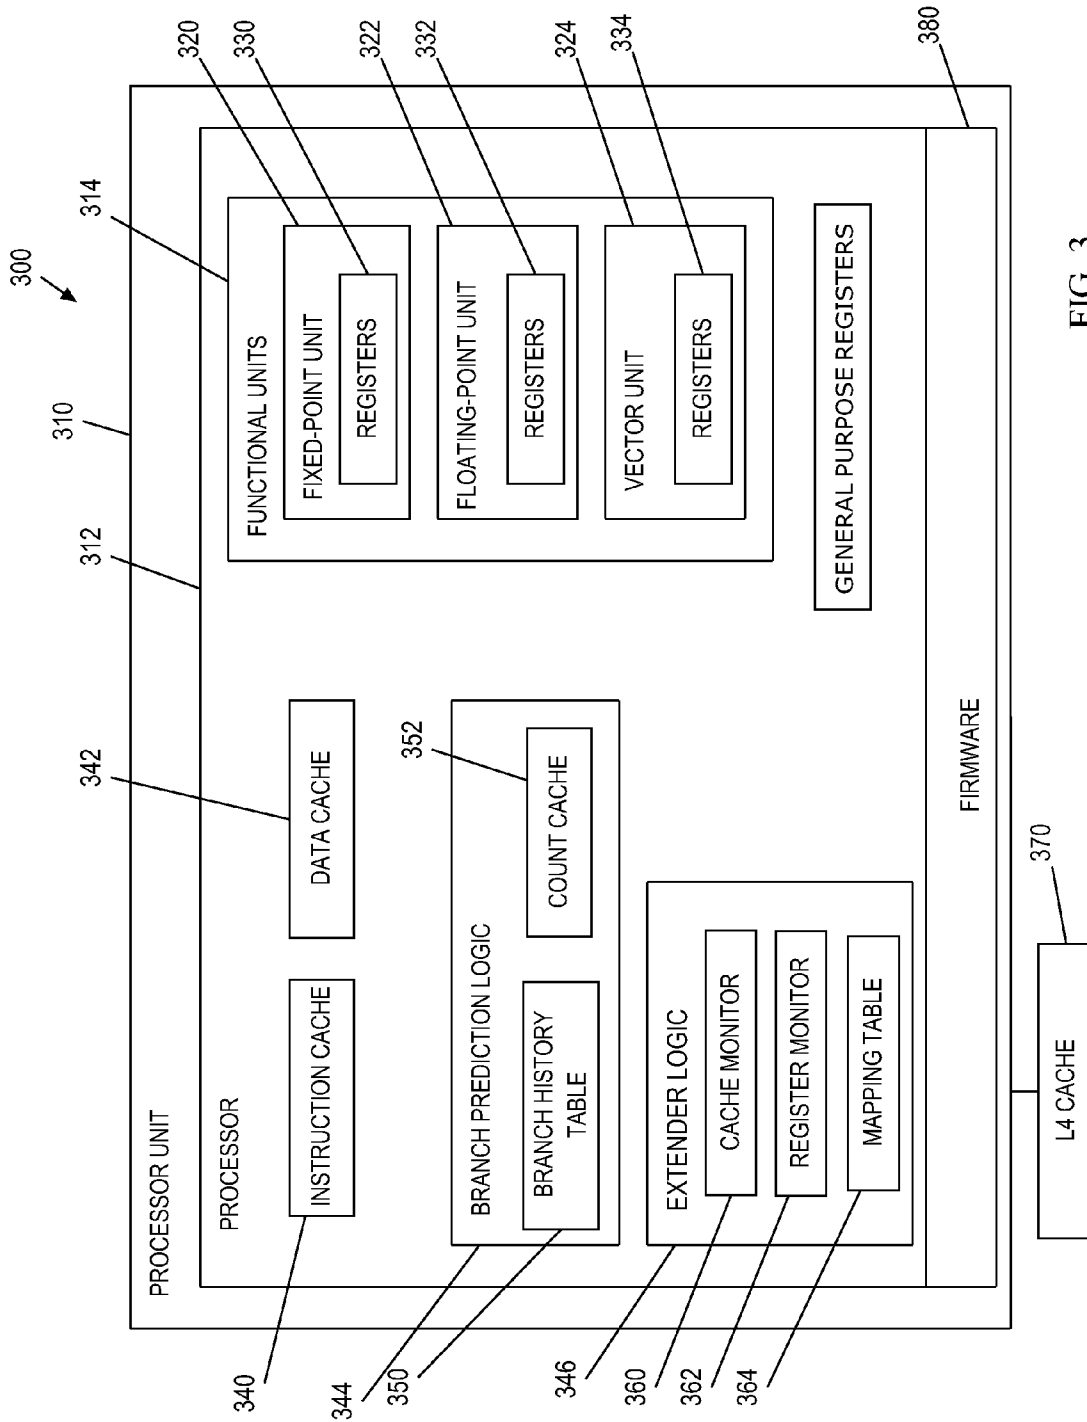 300
310
312
314
320
330
322
332
324
334
380
342
352
340
344
350
346
360
362
364
370
PROCESSOR UNIT
PROCESSOR
INSTRUCTION CACHE
DATA CACHE
BRANCH PREDICTION LOGIC
BRANCH HISTORY
TABLE
COUNT CACHE
EXTENDER LOGIC
CACHE MONITOR
REGISTER MONITOR
MAPPING TABLE
FUNCTIONAL UNITS
FIXED-POINT UNIT
REGISTERS
FLOATING-POINT UNIT
REGISTERS
VECTOR UNIT
REGISTERS
GENERAL PURPOSE REGISTERS
FIRMWARE
L4 CACHE
FIG. 3